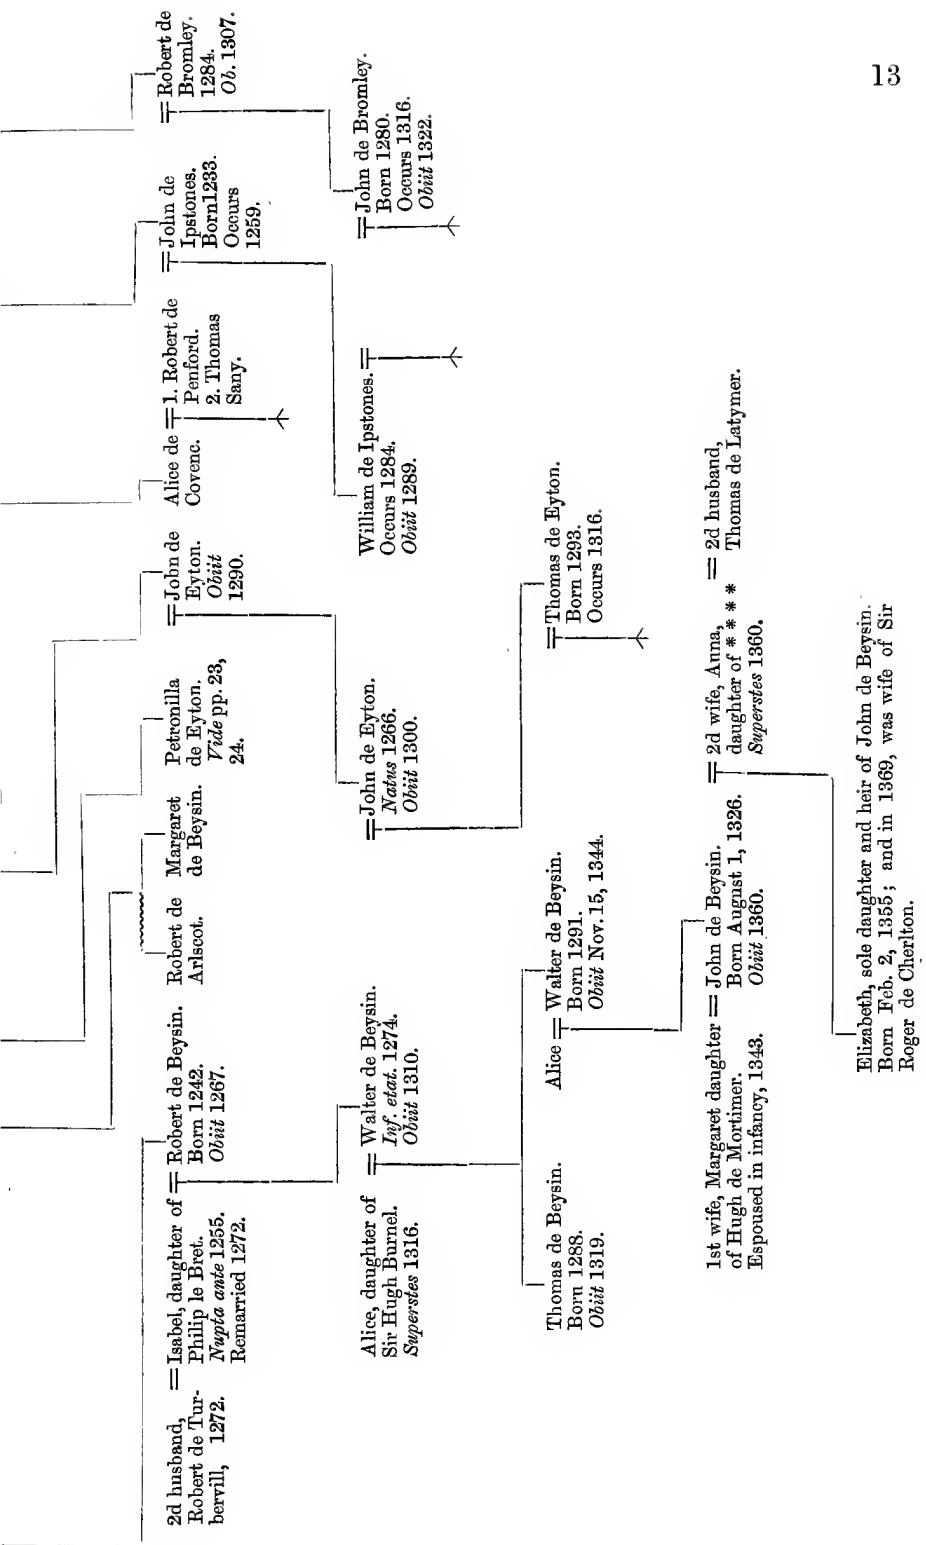 2d husband,
Robert de Tur-
bervill, 1272.
= Isabel, daughter of
Philip le Bret.
Nupta ante 1255.
Remarried 1272.
= Robert de Beysin.
Born 1242.
Obiit 1267.
Robert de
Arlscot.
Margaret
de Beysin.
Petronilla
de Eyton.
Vide pp. 23,
24.
= John de
Eyton.
Obiit
1290.
Alice de
Covenc.
= 1. Robert de
Penford.
2. Thomas
Sany.
= John de
Ipstones.
Born 1233.
Occurs
1259.
= Robert de
Bromley.
1284.
Ob. 1307.
Alice, daughter of
Sir Hugh Burnel.
Superstes 1316.
= Walter de Beysin.
Inf. etat. 1274.
Obiit 1310.
= John de Eyton.
Natus 1266.
Obiit 1300.
William de Ipstones. =
Occurs 1284.
Obiit 1289.
= John de Bromley.
Born 1280.
Occurs 1316.
Obiit 1322.
Thomas de Beysin.
Born 1288.
Obiit 1319.
Alice = Walter de Beysin.
Born 1291.
Obiit Nov. 15, 1344.
= Thomas de Eyton.
Born 1293.
Occurs 1316.
1st wife, Margaret daughter
of Hugh de Mortimer.
Espoused in infancy, 1343.
= John de Beysin.
Born August 1, 1326.
Obiit 1360.
= 2d wife, Anna,
daughter of * * * *
Superstes 1360.
= 2d husband,
Thomas de Latymer.
Elizabeth, sole daughter and heir of John de Beysin.
Born Feb. 2, 1355; and in 1369, was wife of Sir
Roger de Cherlton.
13